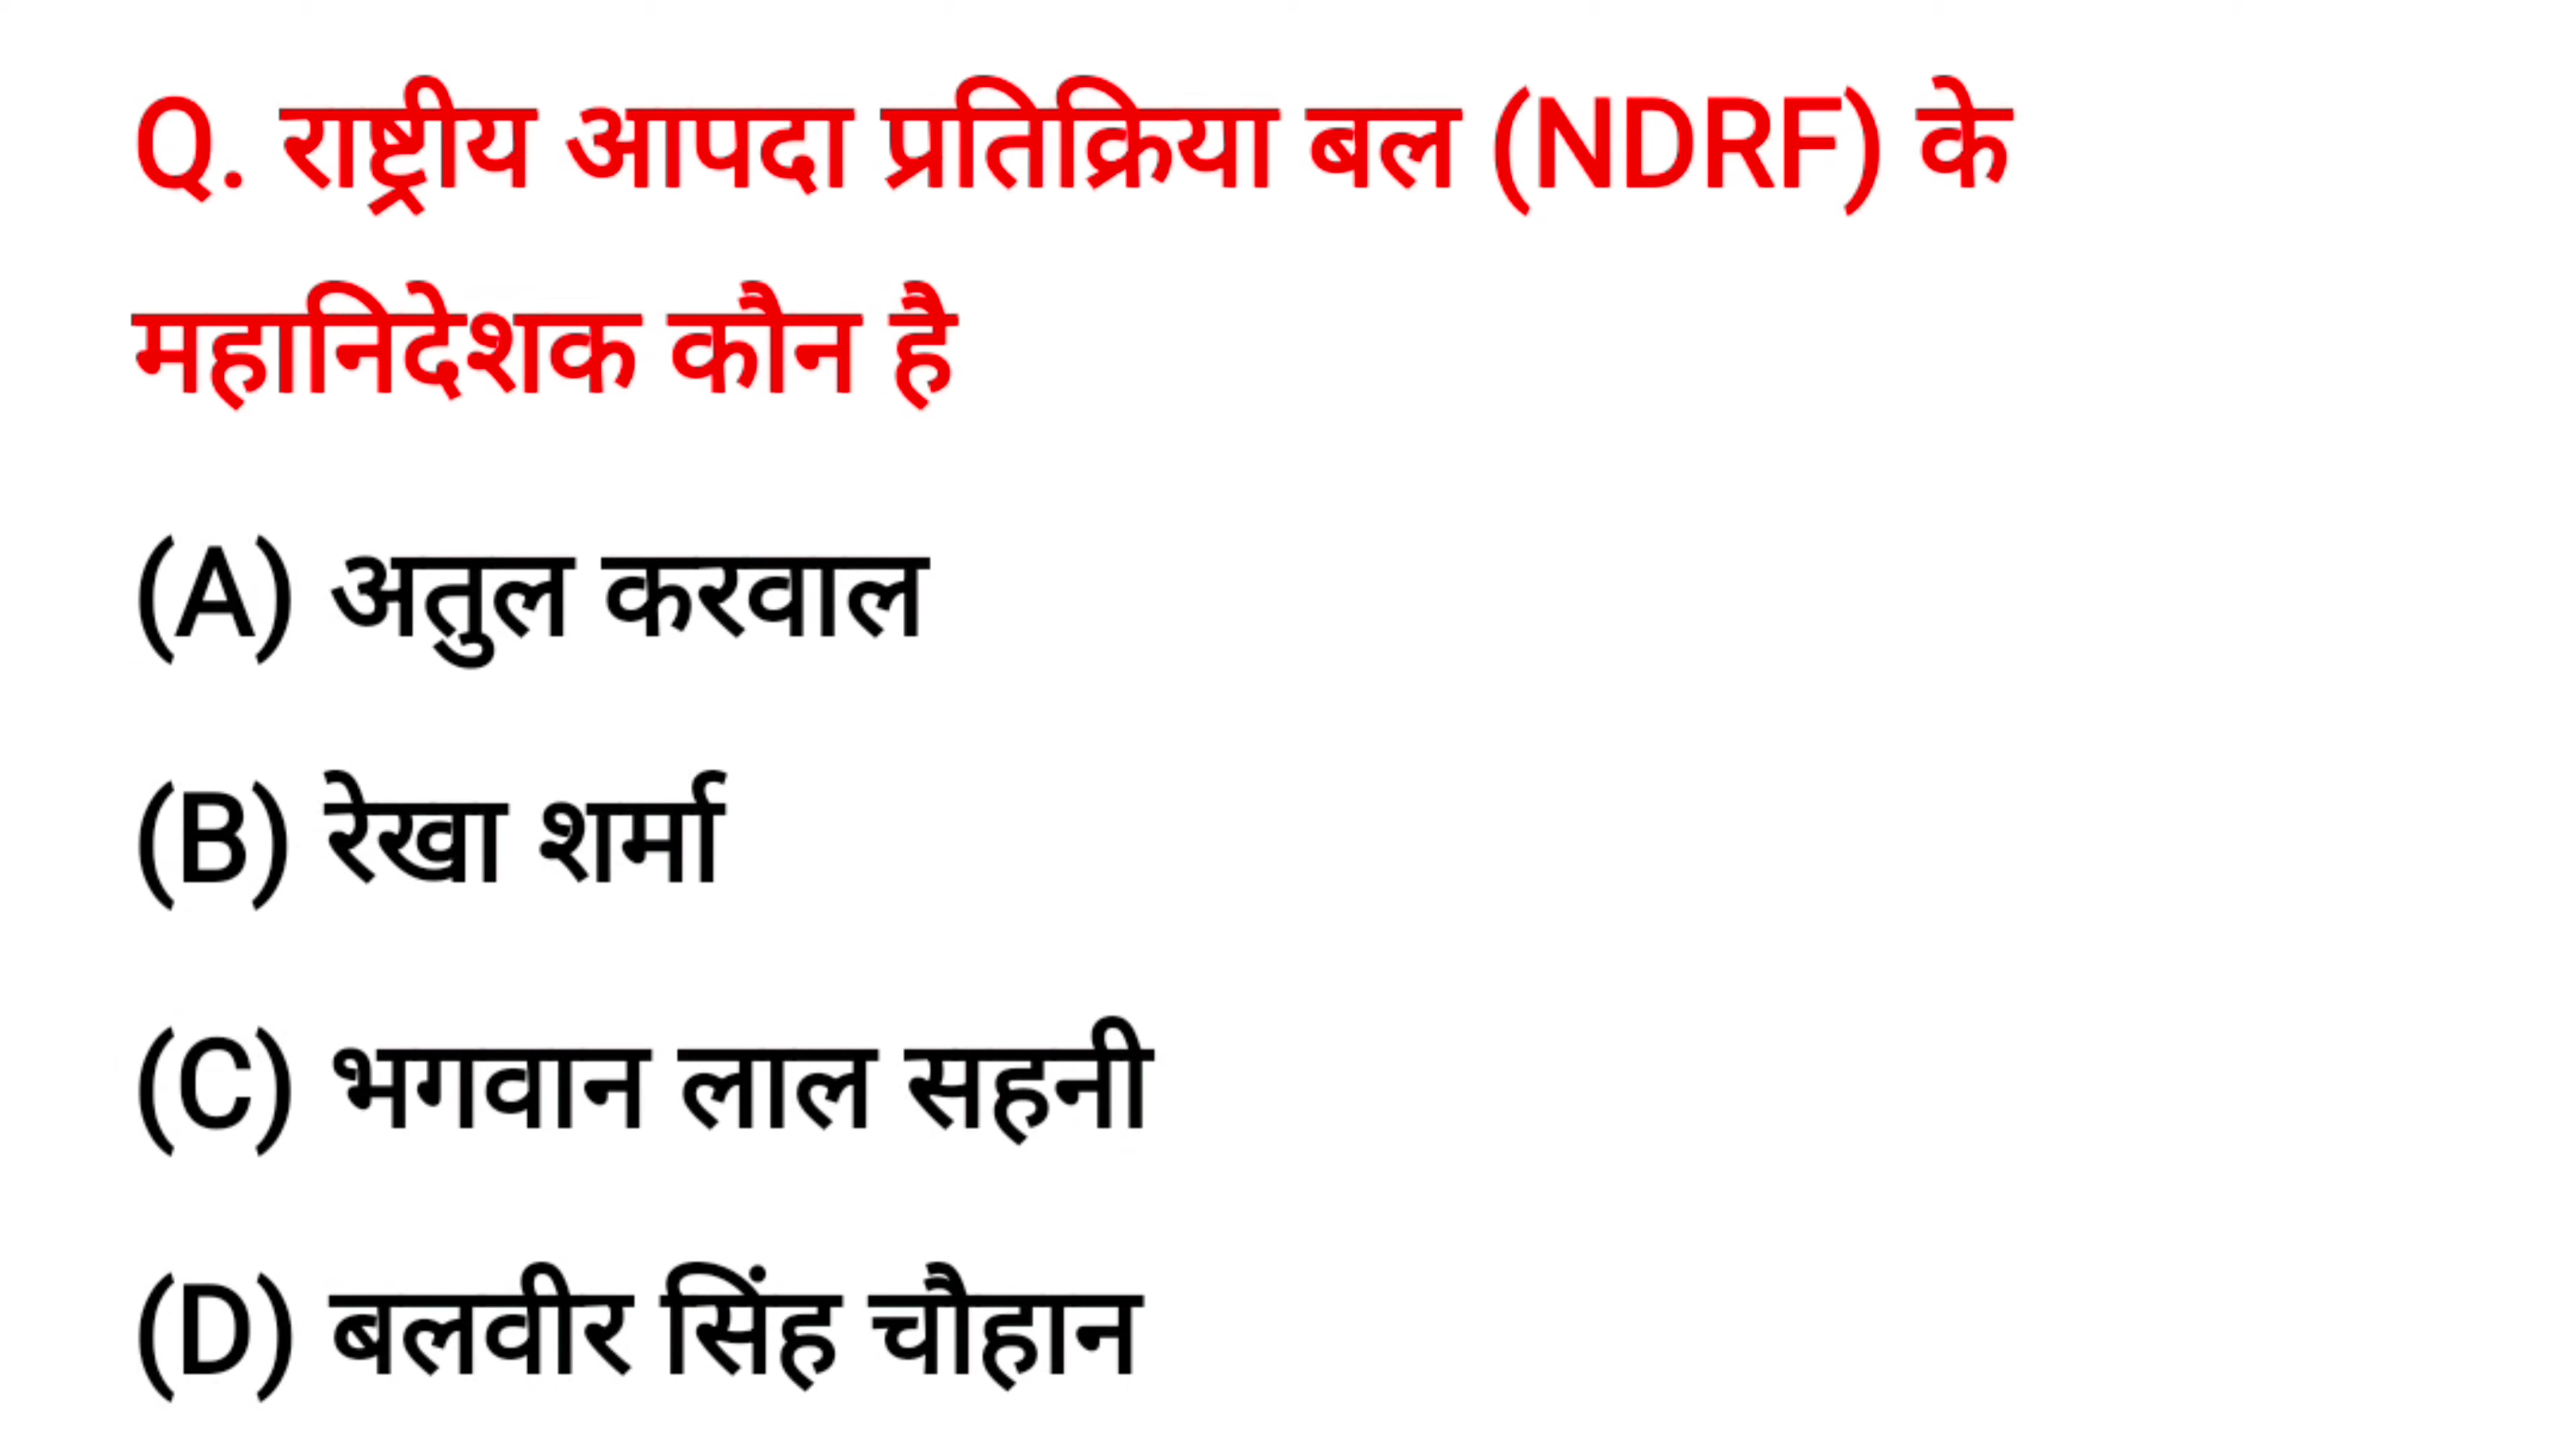 Q. राष्ट्रीय आपदा प्रतिक्रिया बल (NDRF) के
महानिदेशक कौन है
(A) अतुल करवाल
(B) रेखा शर्मा
(C) भगवान लाल सहनी
(D) बलवीर सिंह चौहान